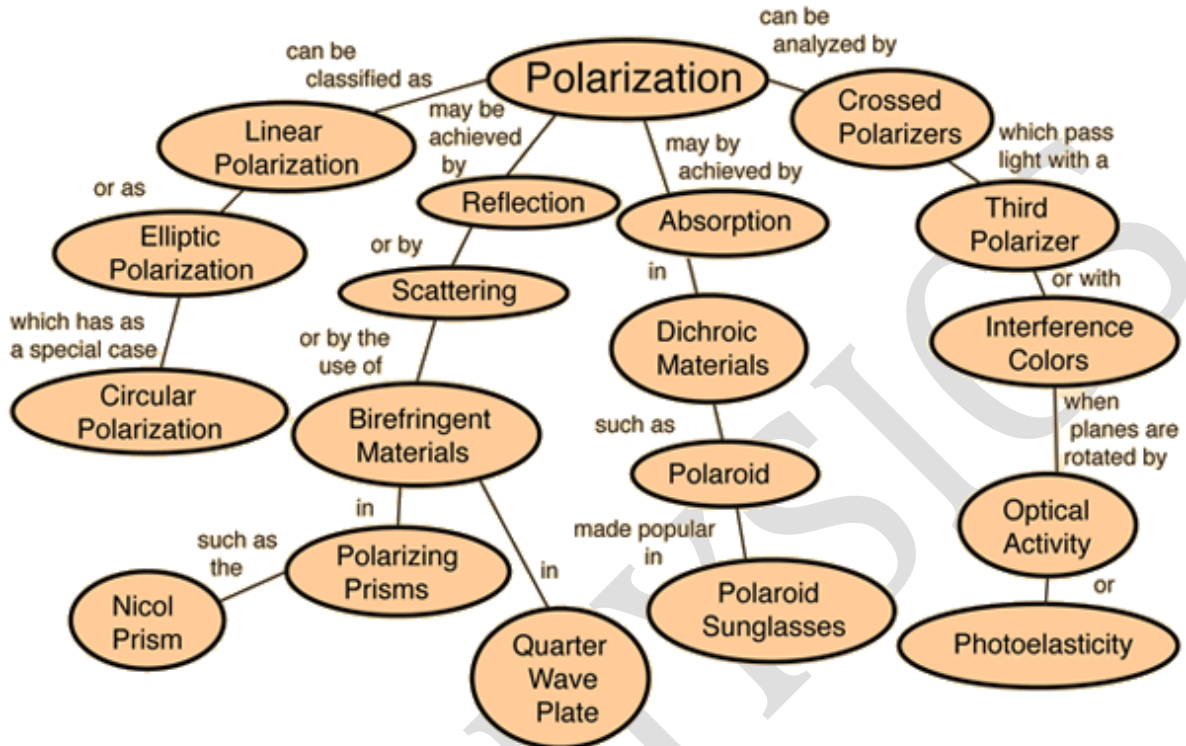 Polarization
can be
classified as
Linear
Polarization
or as
Elliptic
Polarization
which has as
a special case
Circular
Polarization
may be
achieved
by
Reflection
or by
Scattering
or by the
use of
Birefringent
Materials
in
Polarizing
Prisms
such as
the
Nicol
Prism
in
Quarter
Wave
Plate
may by
achieved by
Absorption
in
Dichroic
Materials
such as
Polaroid
made popular
in
Polaroid
Sunglasses
can be
analyzed by
Crossed
Polarizers
which pass
light with a
Third
Polarizer
or with
Interference
Colors
when
planes are
rotated by
Optical
Activity
or
Photoelasticity